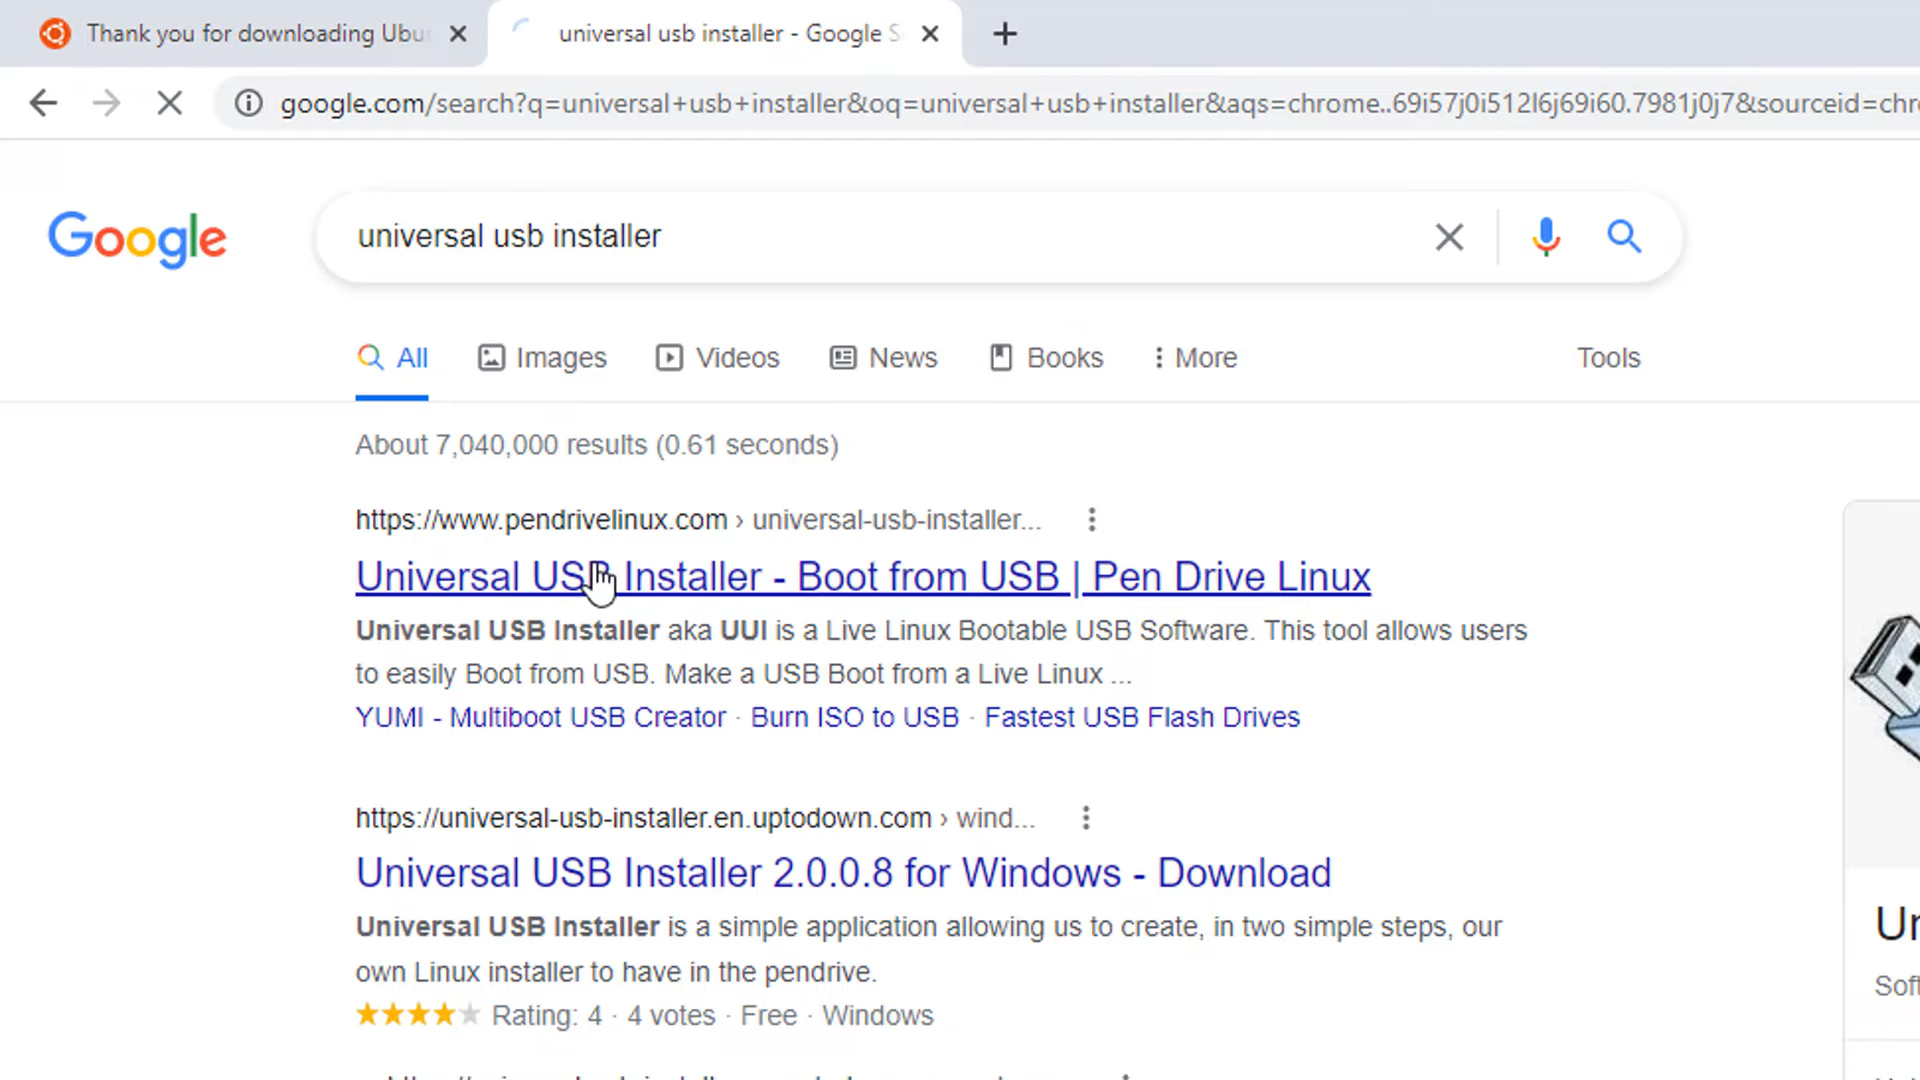 Thank you for downloading Ubu
universal usb installer - Google S
google.com/search?q=universal+usb+installer&oq=universal+usb+installer&aqs=chrome..69i57j0i512l6j69i60.7981j0j7&sourceid=chr
Google
universal usb installer
All Images Videos News Books More Tools
About 7,040,000 results (0.61 seconds)
https://www.pendrivelinux.com › universal-usb-installer...
Universal USB Installer - Boot from USB | Pen Drive Linux
Universal USB Installer aka UUI is a Live Linux Bootable USB Software. This tool allows users
to easily Boot from USB. Make a USB Boot from a Live Linux ...
YUMI - Multiboot USB Creator · Burn ISO to USB · Fastest USB Flash Drives
https://universal-usb-installer.en.uptodown.com › wind...
Universal USB Installer 2.0.0.8 for Windows - Download
Universal USB Installer is a simple application allowing us to create, in two simple steps, our
own Linux installer to have in the pendrive.
Rating: 4 · 4 votes · Free · Windows
Un
Soft